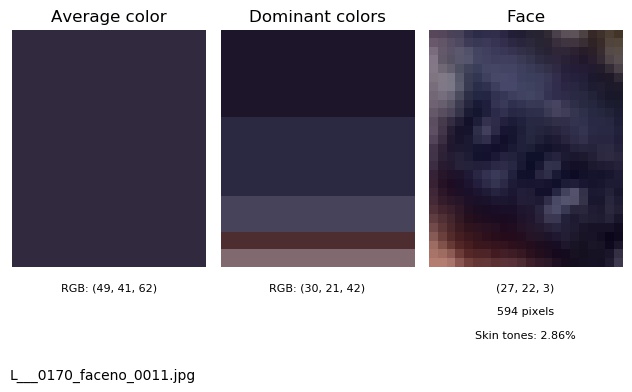 Average color
Dominant colors
Face
RGB: (49, 41, 62)
RGB: (30, 21, 42)
(27, 22, 3)
594 pixels
Skin tones: 2.86%
L___0170_faceno_0011.jpg